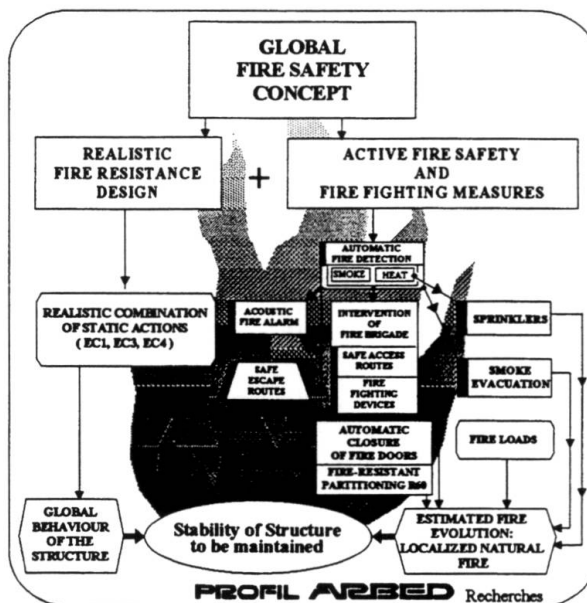 GLOBAL
FIRE SAFETY
CONCEPT
REALISTIC
FIRE RESISTANCE
DESIGN
+
ACTIVE FIRE SAFETY
AND
FIRE FIGHTING MEASURES
AUTOMATIC
FIRE DETECTION
SMOKE
HEAT
REALISTIC COMBINATION
OF STATIC ACTIONS
( EC1, EC3, EC4 )
ACOUSTIC
FIRE ALARM
INTERVENTION
OF FIRE BRIGADE
SPRINKLERS
SAFE
ESCAPE
ROUTES
SAFE ACCESS
ROUTES
SMOKE
EVACUATION
FIRE
FIGHTING
DEVICES
AUTOMATIC
CLOSURE
OF FIRE DOORS
FIRE LOADS
FIRE-RESISTANT
PARTITIONING R60
GLOBAL
BEHAVIOUR
OF THE
STRUCTURE
Stability of Structure
to be maintained
ESTIMATED FIRE
EVOLUTION:
LOCALIZED NATURAL
FIRE
PROFIL ARBED Recherches